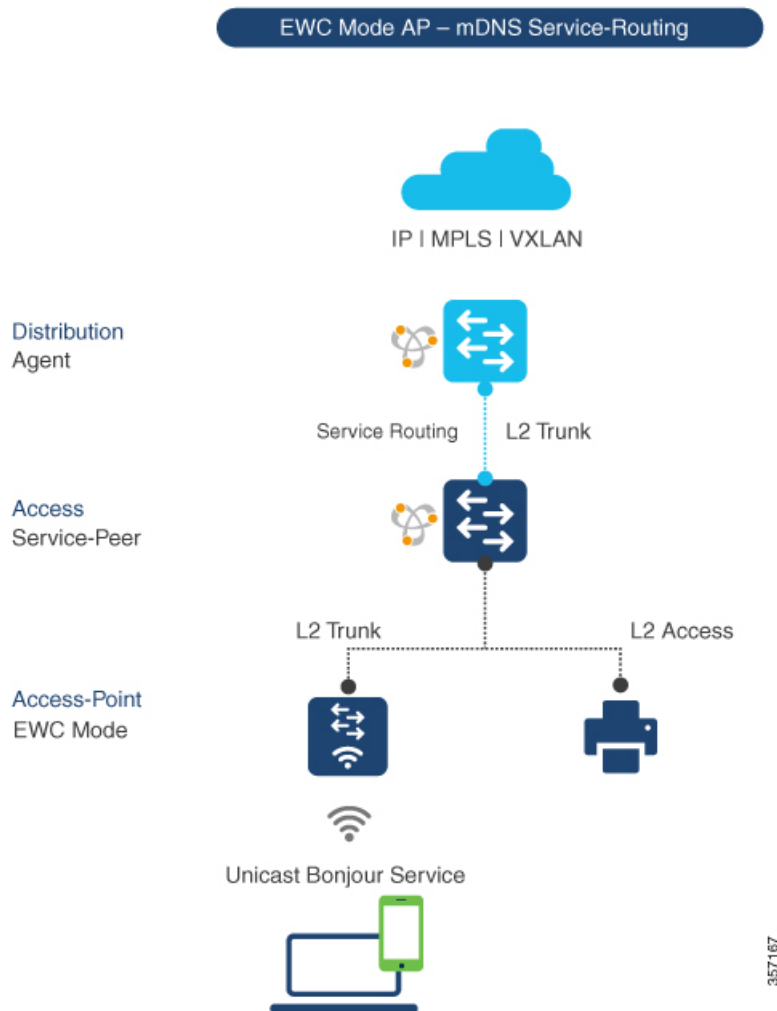 EWC Mode AP – mDNS Service-Routing
IP | MPLS | VXLAN
Distribution
Agent
Service Routing
L2 Trunk
Access
Service-Peer
L2 Trunk
L2 Access
Access-Point
EWC Mode
Unicast Bonjour Service
357167